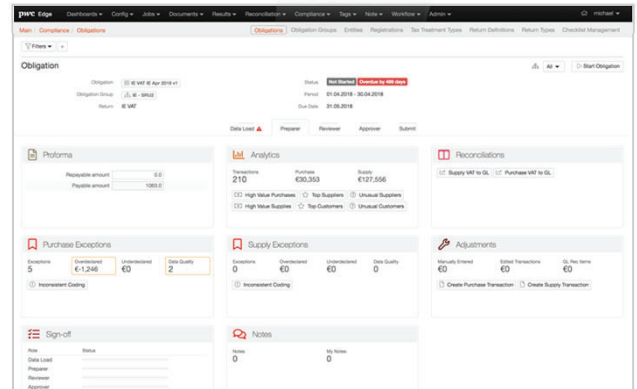 pwc Edge Dashboards Config Jobs Documents Results Reconciliation Compliance Tags Note Workflow Admin michael
Main / Compliance / Obligations Obligations Obligation Groups Entities Registrations Tax Treatment Types Return Definitions Return Types Checklist Management
Filters +
Obligation All Start Obligation
Obligation IE VAT IE Apr 2018 v1 Status Not Started Overdue by 489 days
Obligation Group IE - SRU2 Period 01.04.2018 - 30.04.2018
Return IE VAT Due Date 31.05.2018
Data Load Preparer Reviewer Approver Submit
Proforma Analytics Reconciliations
Repayable amount 0.0
Payable amount 1063.0
Transactions Purchase Supply
210 €30,353 €127,556
High Value Purchases Top Suppliers Unusual Suppliers
High Value Supplies Top Customers Unusual Customers
Supply VAT to GL Purchase VAT to GL
Purchase Exceptions Supply Exceptions Adjustments
Exceptions Overdeclared Underdeclared Data Quality Exceptions Overdeclared Underdeclared Data Quality Manually Entered Edited Transactions GL Rec Items
5 €-1,246 €0 2 0 €0 €0 0 €0 €0 €0
Inconsistent Coding Inconsistent Coding Create Purchase Transaction Create Supply Transaction
Sign-off Notes
Role Status Notes My Notes
Data Load 0 0
Preparer
Reviewer
Approver